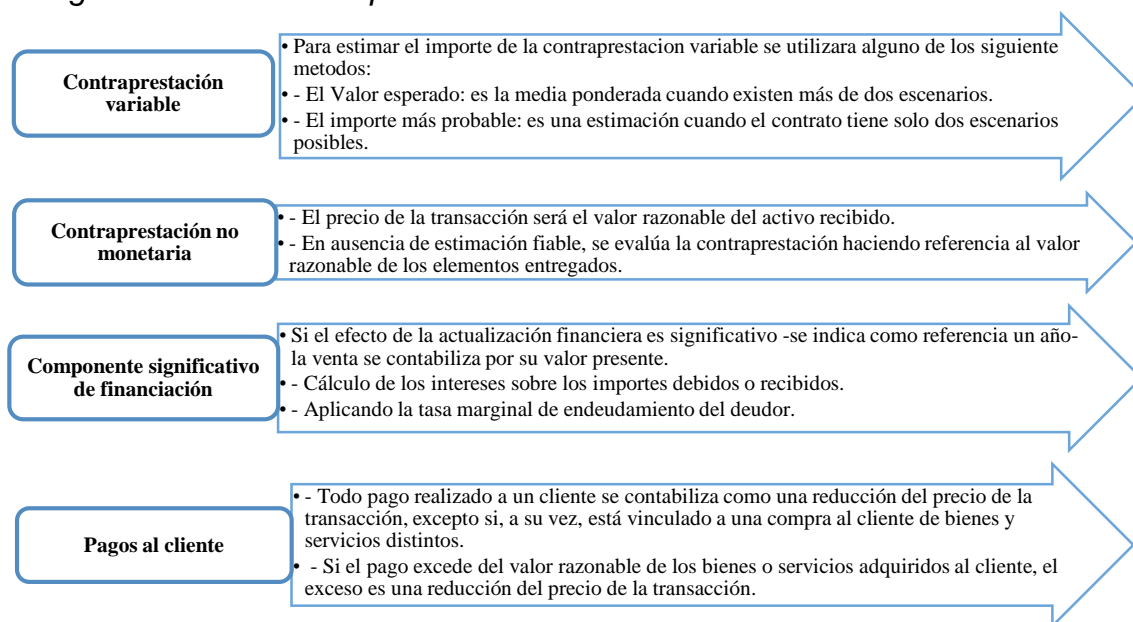 Contraprestación
variable
• Para estimar el importe de la contraprestacion variable se utilizara alguno de los siguiente
metodos:
• - El Valor esperado: es la media ponderada cuando existen más de dos escenarios.
• - El importe más probable: es una estimación cuando el contrato tiene solo dos escenarios
posibles.
Contraprestación no
monetaria
• - El precio de la transacción será el valor razonable del activo recibido.
• - En ausencia de estimación fiable, se evalúa la contraprestación haciendo referencia al valor
razonable de los elementos entregados.
Componente significativo
de financiación
• Si el efecto de la actualización financiera es significativo -se indica como referencia un año-
la venta se contabiliza por su valor presente.
• - Cálculo de los intereses sobre los importes debidos o recibidos.
• - Aplicando la tasa marginal de endeudamiento del deudor.
Pagos al cliente
• - Todo pago realizado a un cliente se contabiliza como una reducción del precio de la
transacción, excepto si, a su vez, está vinculado a una compra al cliente de bienes y
servicios distintos.
• - Si el pago excede del valor razonable de los bienes o servicios adquiridos al cliente, el
exceso es una reducción del precio de la transacción.